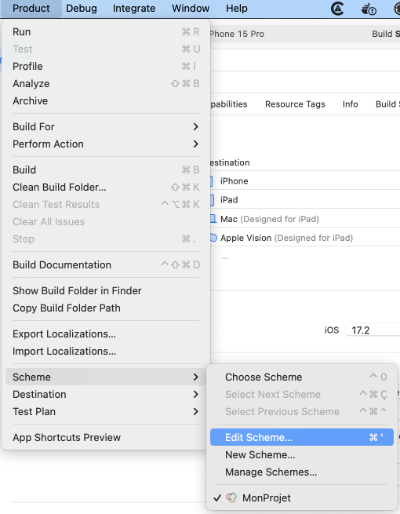 Product Debug Integrate Window Help
Phone 15 Pro Build S
Run ⌘ R
Test ⌘ U
Profile ⌘ I
Analyze ⇧ ⌘ B
Archive
pabilities Resource Tags Info Build S
Build For
Perform Action
estination
Build ⌘ B
iPhone
Clean Build Folder... ⇧ ⌘ K
iPad
Clean Test Results ^ ⌥ ⌘ K
Clear All Issues
Mac (Designed for iPad)
Stop ⌘ .
Apple Vision (Designed for iPad)
Build Documentation ^ ⇧ ⌘ D
Show Build Folder in Finder
Copy Build Folder Path
Export Localizations...
iOS 17.2
Import Localizations...
Scheme
Destination
Test Plan
App Shortcuts Preview
Choose Scheme ^ 0
Select Next Scheme ^ ⌘ Ç
Select Previous Scheme ^ ⌘ ^
Edit Scheme... ⌘ '
New Scheme...
Manage Schemes...
✓ MonProjet